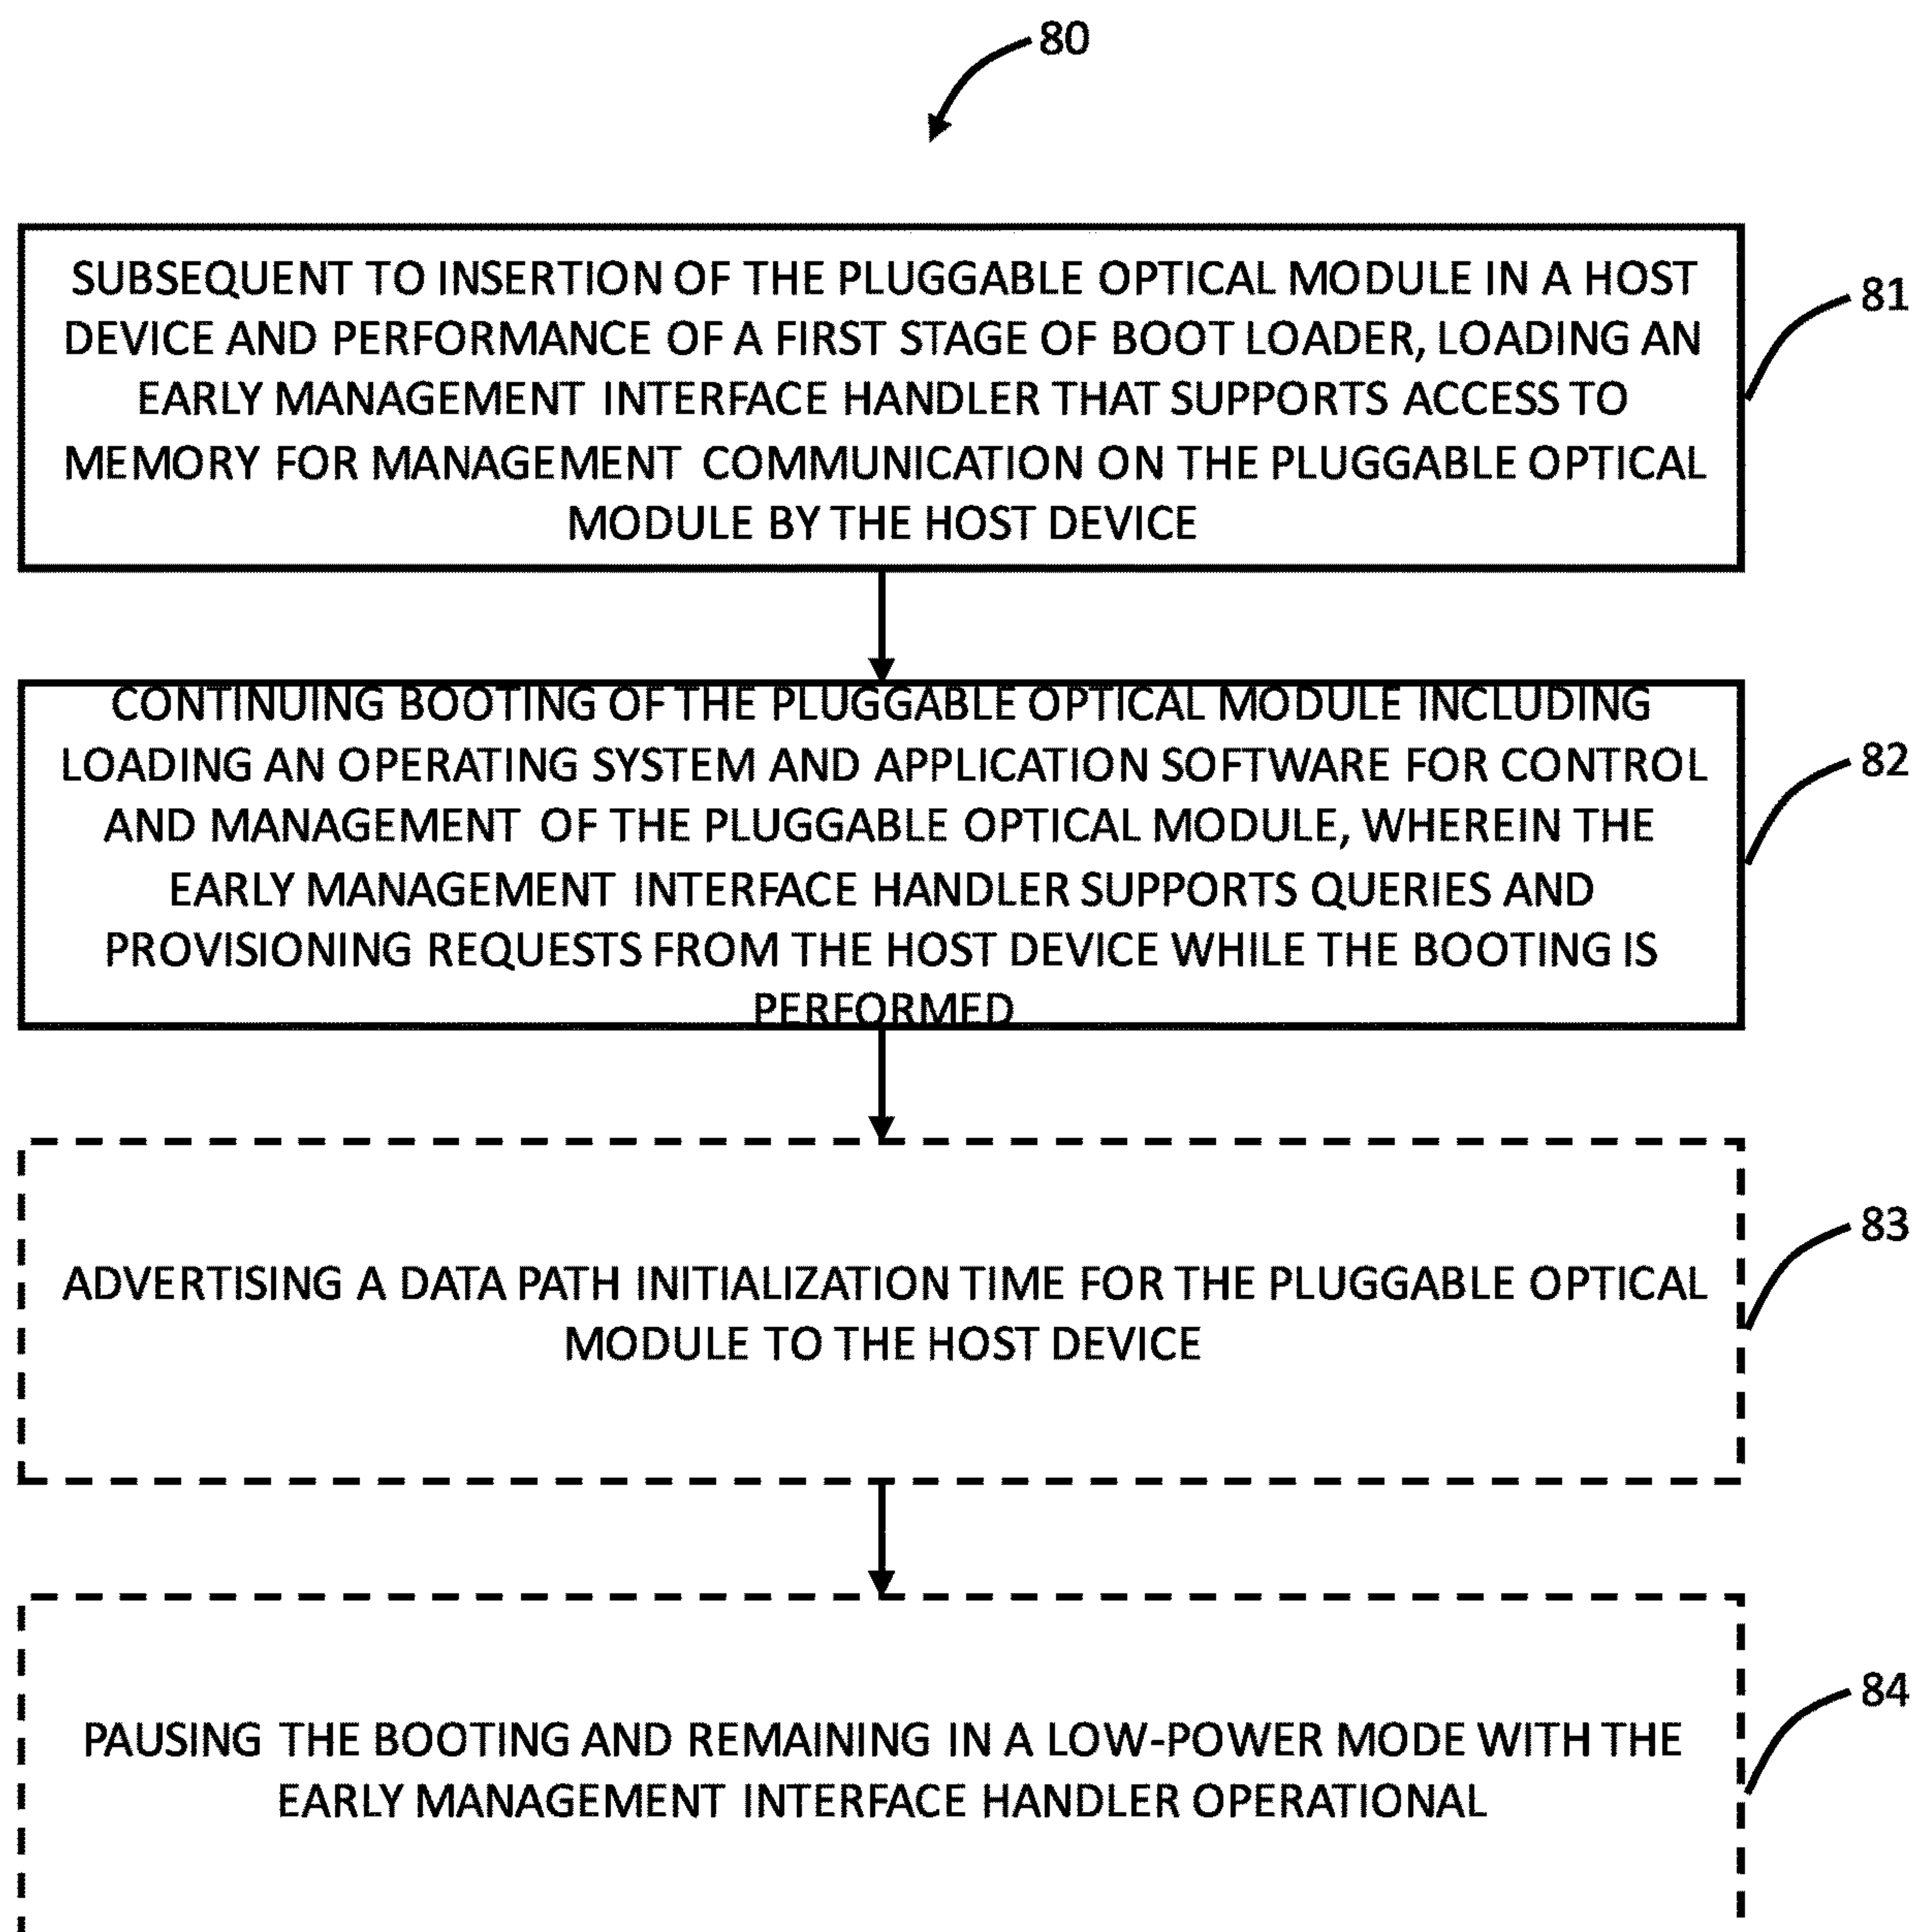 80
SUBSEQUENT TO INSERTION OF THE PLUGGABLE OPTICAL MODULE IN A HOST
DEVICE AND PERFORMANCE OF A FIRST STAGE OF BOOT LOADER, LOADING AN
EARLY MANAGEMENT INTERFACE HANDLER THAT SUPPORTS ACCESS TO
MEMORY FOR MANAGEMENT COMMUNICATION ON THE PLUGGABLE OPTICAL
MODULE BY THE HOST DEVICE
81
CONTINUING BOOTING OF THE PLUGGABLE OPTICAL MODULE INCLUDING
LOADING AN OPERATING SYSTEM AND APPLICATION SOFTWARE FOR CONTROL
AND MANAGEMENT OF THE PLUGGABLE OPTICAL MODULE, WHEREIN THE
EARLY MANAGEMENT INTERFACE HANDLER SUPPORTS QUERIES AND
PROVISIONING REQUESTS FROM THE HOST DEVICE WHILE THE BOOTING IS
PERFORMED
82
ADVERTISING A DATA PATH INITIALIZATION TIME FOR THE PLUGGABLE OPTICAL
MODULE TO THE HOST DEVICE
83
PAUSING THE BOOTING AND REMAINING IN A LOW-POWER MODE WITH THE
EARLY MANAGEMENT INTERFACE HANDLER OPERATIONAL
84